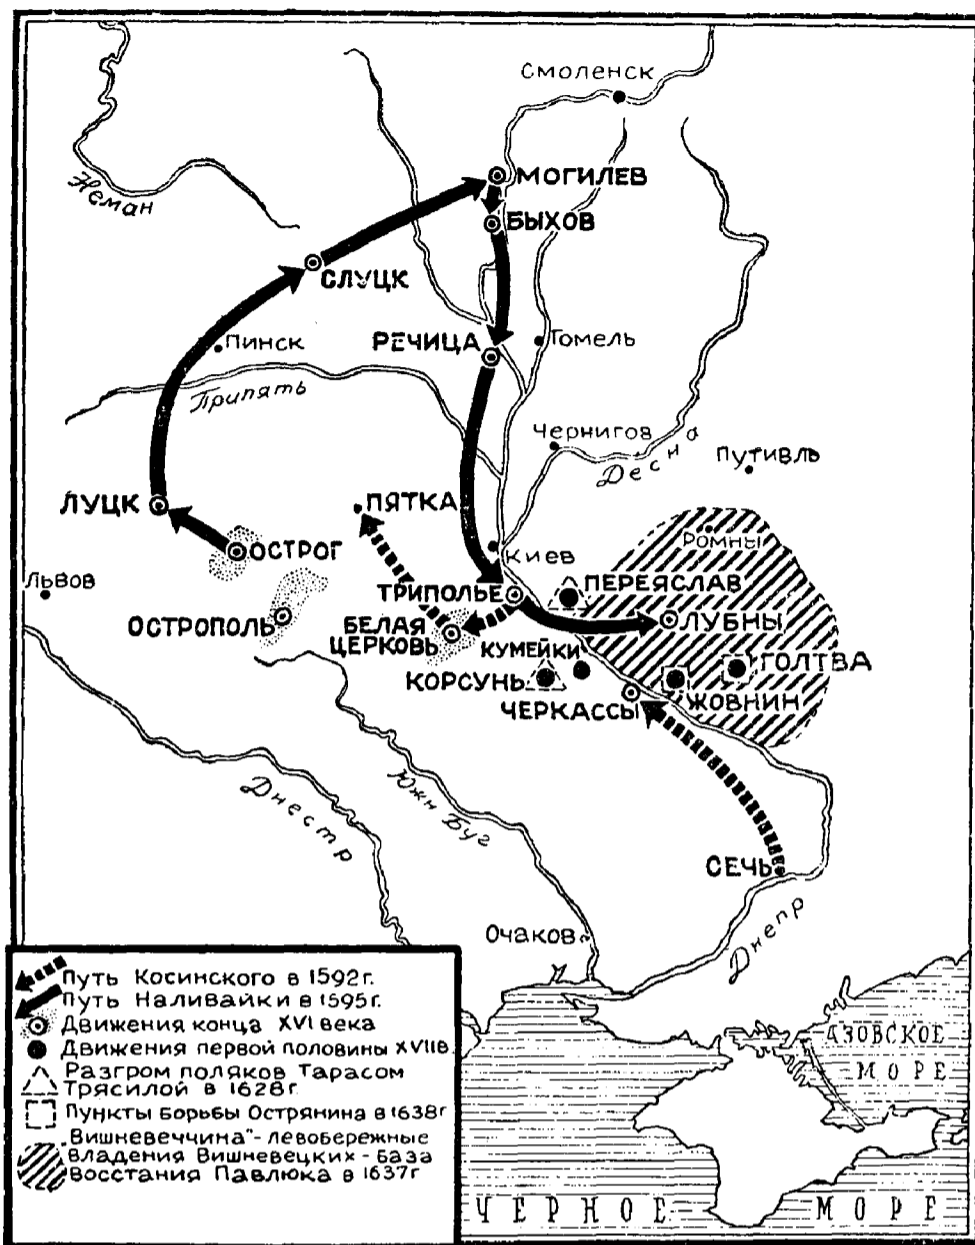 Смоленск
Неман
МОГИЛЕВ
БЫХОВ
СЛУЦК
ПИНСК
РЕЧИЦА
Томель
Припять
Чернигов
Десна
Путивль
ЛУЦК
ПЯТКА
Ромны
ОСТРОГ
Киев
ПЕРЕЯСЛАВ
Львов
ТРИПОЛЬЕ
ОСТРОПОЛЬ
БЕЛАЯ
ЦЕРКОВЬ
ЛУБНЫ
КУМЕЙКИ
ГОЛТВА
КОРСУНЬ
ЖОВНИН
ЧЕРКАССЫ
Днестр
Южн Буг
СЕЧЬ
Днепр
Очаков
Путь Косинского в 1592г.
Путь Наливайки в 1595г.
Движения конца XVI века
Движения первой половины XVIIв.
Разгром поляков Тарасом
Трясилой в 1628г.
Пункты борьбы Острянина в 1638г
"Вишневеччина"-левобережные
владения Вишневецких-база
восстания Павлюка в 1637г
АЗОВСКОЕ
МОРЕ
ЧЕРНОЕ МОРЕ